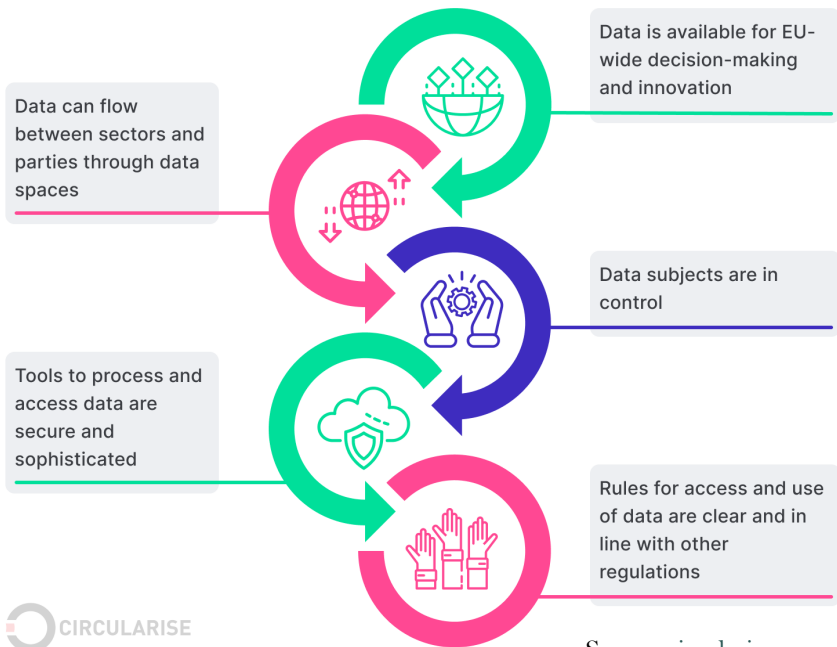 Data is available for EU-
wide decision-making
and innovation
Data can flow
between sectors and
parties through data
spaces
Data subjects are in
control
Tools to process and
access data are
secure and
sophisticated
Rules for access and use
of data are clear and in
line with other
regulations
CIRCULARISE